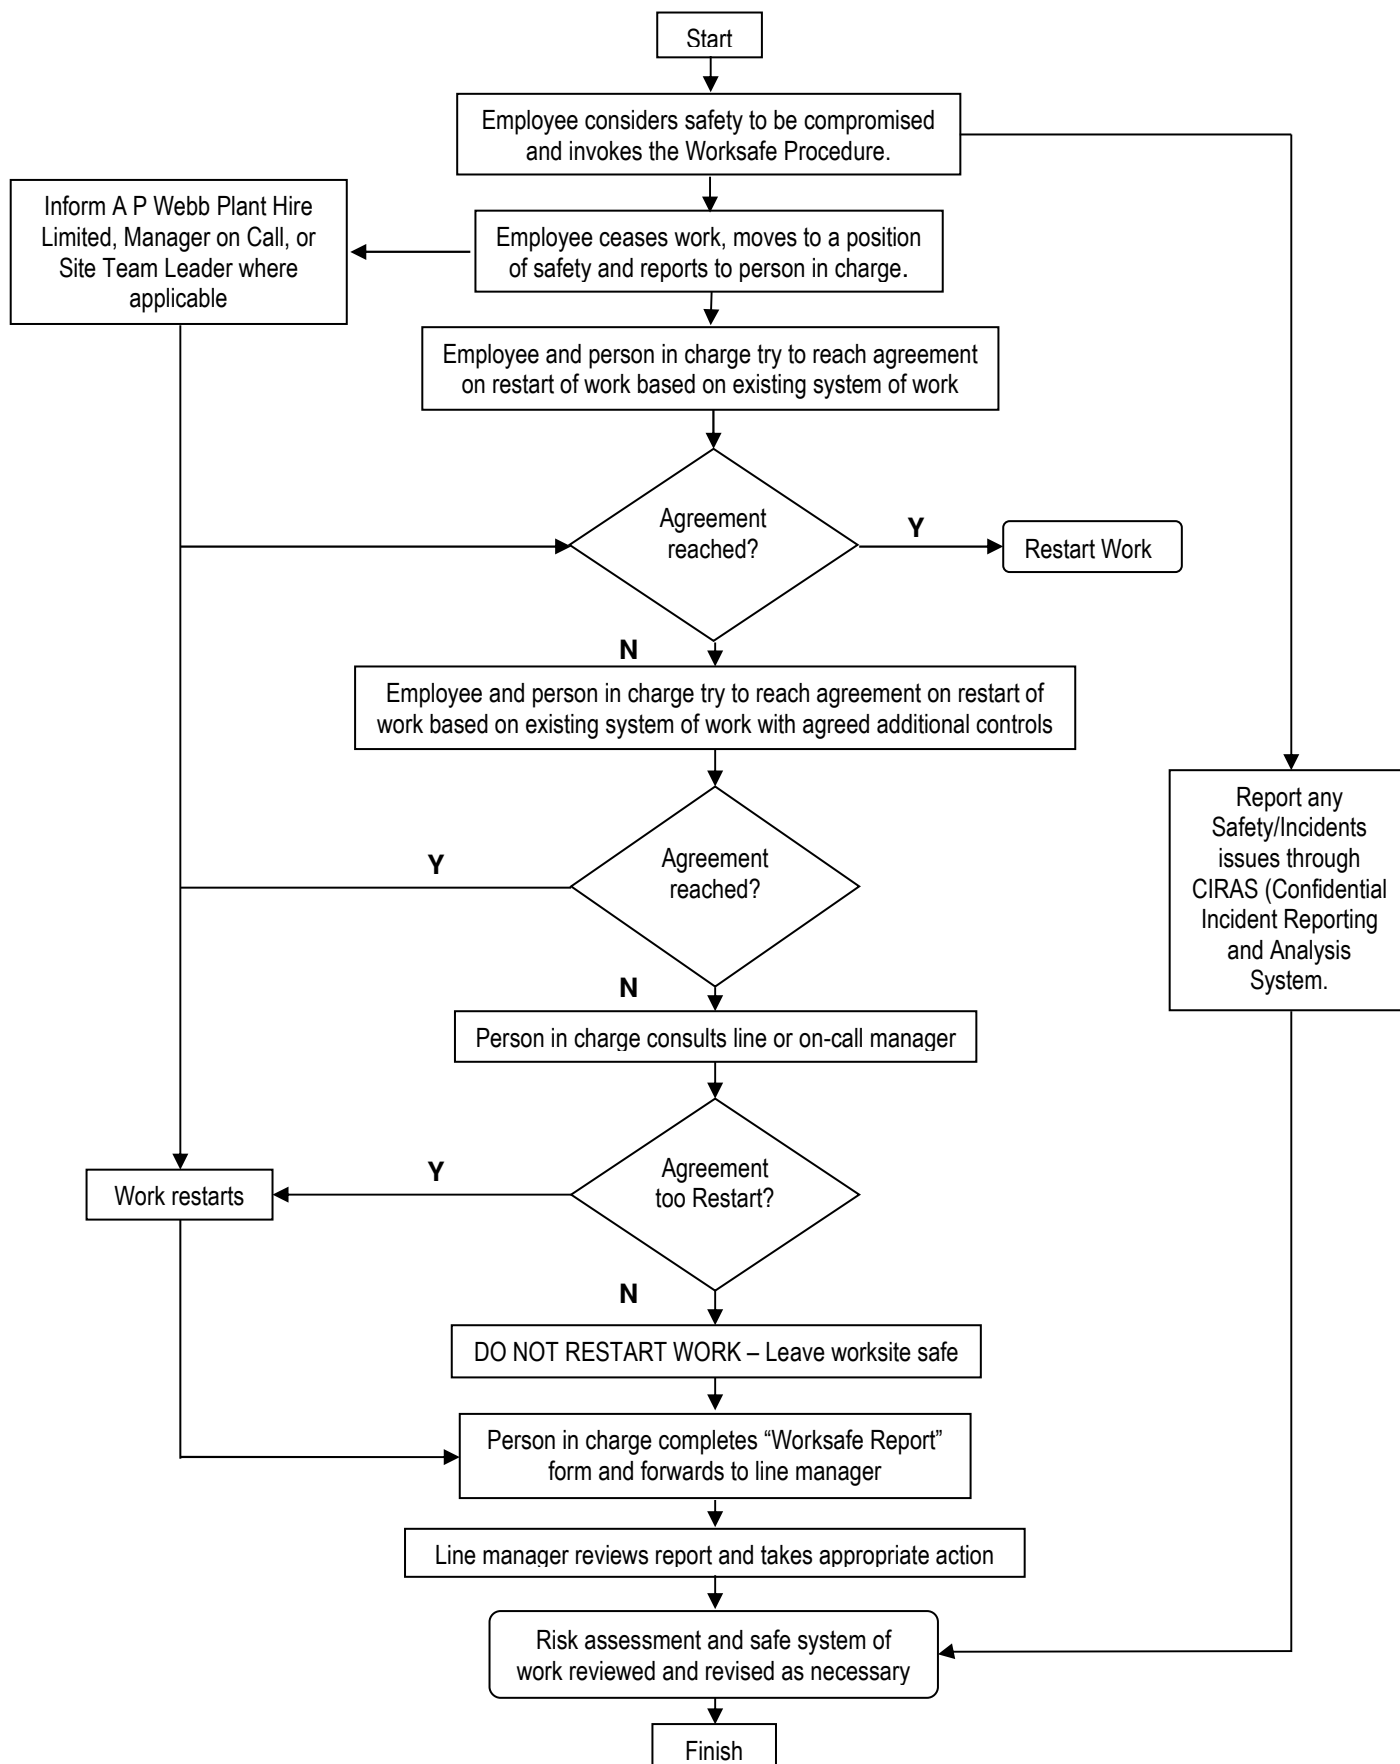 Start
Employee considers safety to be compromised
and invokes the Worksafe Procedure.
Inform A P Webb Plant Hire
Limited, Manager on Call, or
Site Team Leader where
applicable
Employee ceases work, moves to a position
of safety and reports to person in charge.
Employee and person in charge try to reach agreement
on restart of work based on existing system of work
Agreement
reached?
Y
Restart Work
N
Employee and person in charge try to reach agreement on restart of
work based on existing system of work with agreed additional controls
Report any
Safety/Incidents
issues through
CIRAS (Confidential
Incident Reporting
and Analysis
System.
Agreement
reached?
Y
N
Person in charge consults line or on-call manager
Agreement
too Restart?
Y
Work restarts
N
DO NOT RESTART WORK – Leave worksite safe
Person in charge completes “Worksafe Report”
form and forwards to line manager
Line manager reviews report and takes appropriate action
Risk assessment and safe system of
work reviewed and revised as necessary
Finish